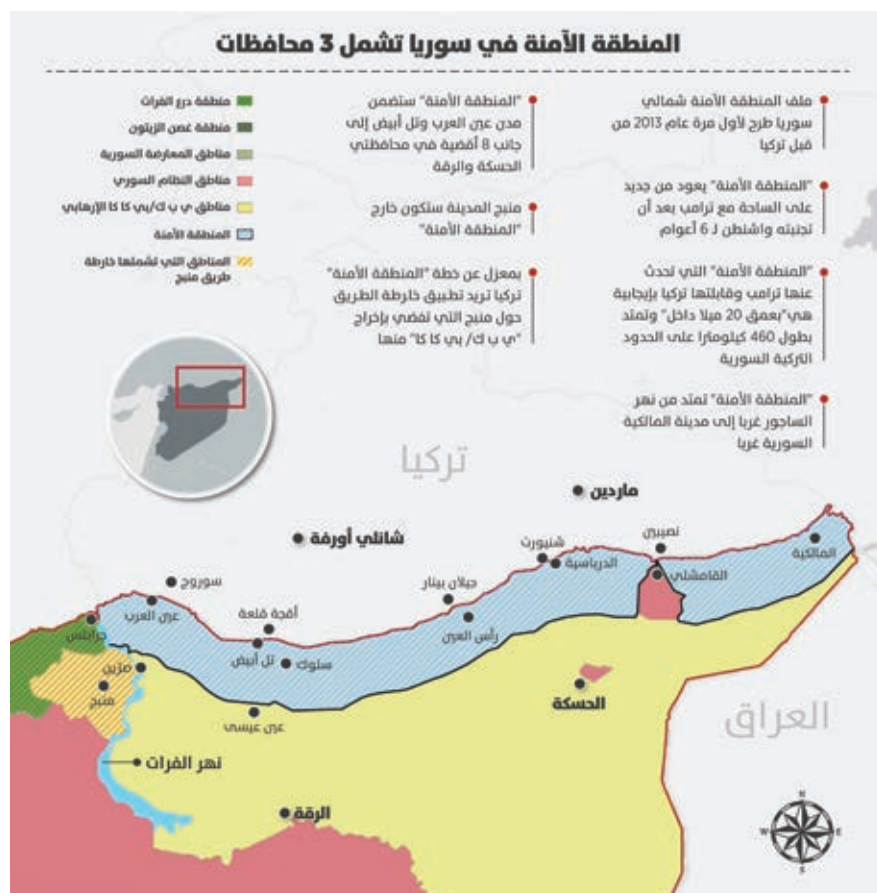 المنطقة الآمنة في سوريا تشمل 3 محافظات
ملف المنطقة الآمنة شمالي
سوريا طرح لأول مرة عام 2013 من
قبل تركيا
"المنطقة الآمنة" يعود من جديد
على الساحة مع ترامب بعد أن
تجنبته واشنطن لـ 6 أعوام
"المنطقة الآمنة" التي تحدث
عنها ترامب وقابلتها تركيا بإيجابية
هي"بعمق 20 ميلا داخل" وتمتد
بطول 460 كيلومترا على الحدود
التركية السورية
"المنطقة الآمنة" تمتد من نهر
الساجور غربا إلى مدينة المالكية
السورية غربا
"المنطقة الآمنة" ستضمن
مدن عين العرب وتل أبيض إلى
جانب 8 أقضية في محافظتي
الحسكة والرقة
منبج المدينة ستكون خارج
"المنطقة الآمنة"
بمعزل عن خطة "المنطقة الآمنة"
تركيا تريد تطبيق خارطة الطريق
حول منبج التي تفضي بإخراج
"ي ب ك/ بي كا كا" منها
منطقة درع الفرات
منطقة غصن الزيتون
مناطق المعارضة السورية
مناطق النظام السوري
مناطق ي ب ك/بي كا كا الإرهابي
المنطقة الآمنة
المناطق التي تشملها خارطة
طريق منبج
تركيا
ماردين
شانلي أورفة
نصيبين
المالكية
شنيورت
الدرباسية
القامشلي
سوروج
جيلان بينار
عين العرب
أقجة قلعة
رأس العين
جرابلس
تل أبيض
سلوك
صرّين
منبج
الحسكة
عين عيسى
العراق
نهر الفرات
الرقة
N
W
E
S